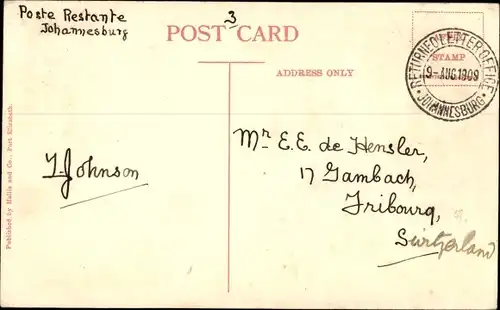 Poste Restante
Johannesburg
3
POST CARD
ADDRESS ONLY
STAMP
RETURNED LETTER OFFICE
9-AUG.1909
JOHANNESBURG
Mr E. E. de Hensler,
17 Gambach,
Fribourg,
Switzerland
J. Johnson
Published by Hallis and Co., Port Elizabeth.